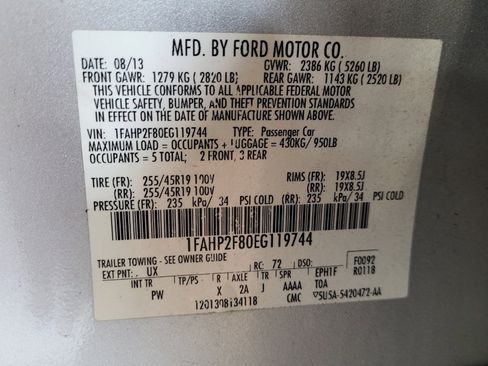 MFD. BY FORD MOTOR CO.
DATE: 08/13 GVWR: 2386 KG ( 5260 LB)
FRONT GAWR: 1279 KG ( 2820 LB) REAR GAWR: 1143 KG ( 2520 LB)
THIS VEHICLE CONFORMS TO ALL APPLICABLE FEDERAL MOTOR
VEHICLE SAFETY, BUMPER, AND THEFT PREVENTION STANDARDS
IN EFFECT ON THE DATE OF MANUFACTURE SHOWN ABOVE.
VIN: 1FAHP2F80EG119744 TYPE: Passenger Car
MAXIMUM LOAD = OCCUPANTS + LUGGAGE = 430KG/ 950LB
OCCUPANTS = 5 TOTAL; 2 FRONT, 3 REAR
TIRE (FR): 255/45R19 100V RIMS (FR): 19X8.5J
(RR): 255/45R19 100V (RR): 19X8.5J
PRESSURE (FR): 235 kPa/ 34 PSI COLD (RR): 235 kPa/ 34 PSI COLD
1FAHP2F80EG119744
TRAILER TOWING - SEE OWNER GUIDE
EXT PNT: UX RC: 72 DSO: F0092
INT TR TP/PS R AXLE TR SPR EPH1F R0118
PW X 2A J AAAA TOA
1201308134118 CMC 5U5A-5420472-AA